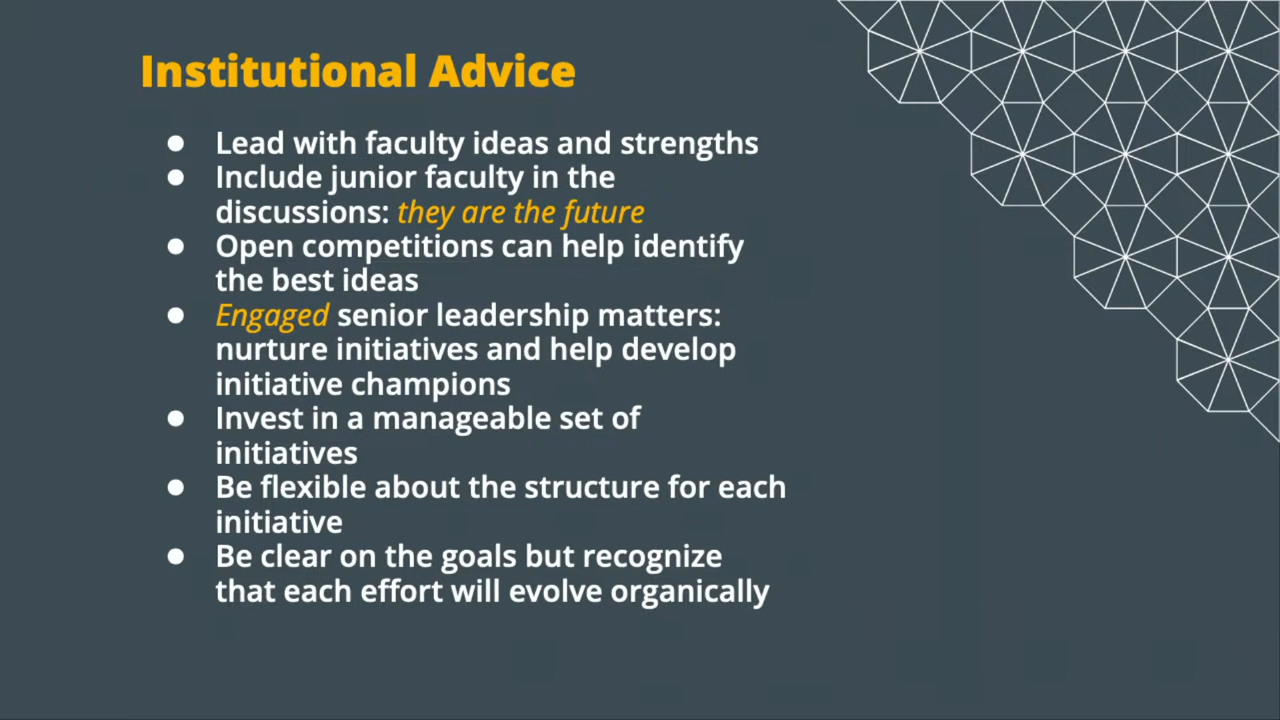 Institutional Advice
● Lead with faculty ideas and strengths
● Include junior faculty in the
discussions: they are the future
● Open competitions can help identify
the best ideas
● Engaged senior leadership matters:
nurture initiatives and help develop
initiative champions
● Invest in a manageable set of
initiatives
● Be flexible about the structure for each
initiative
● Be clear on the goals but recognize
that each effort will evolve organically